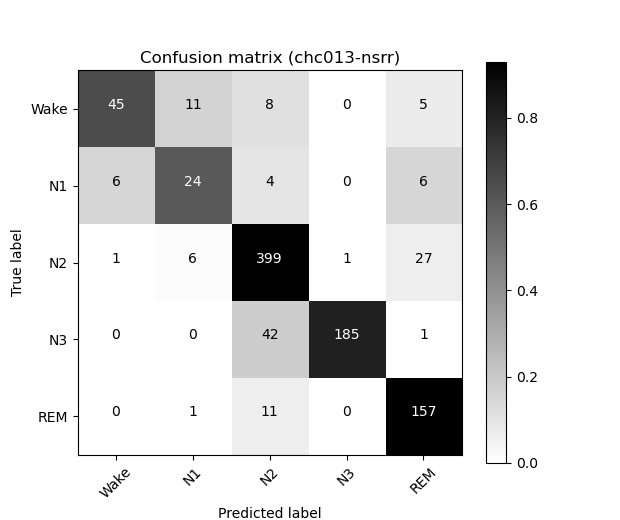 Confusion matrix (chc013-nsrr)
True label
Wake 45 11 8 0 5
N1 6 24 4 0 6
N2 1 6 399 1 27
N3 0 0 42 185 1
REM 0 1 11 0 157
Wake N1 N2 N3 REM
Predicted label
0.8
0.6
0.4
0.2
0.0